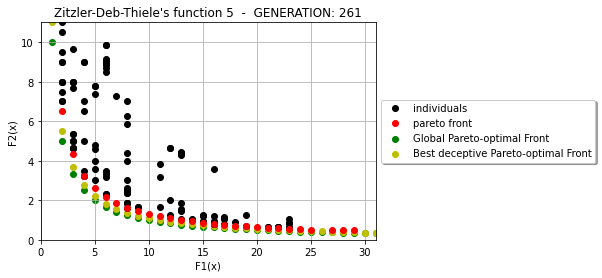 Zitzler-Deb-Thiele's function 5  -  GENERATION: 261
F2(x)
10
8
6
4
2
0
0 5 10 15 20 25 30
F1(x)
individuals
pareto front
Global Pareto-optimal Front
Best deceptive Pareto-optimal Front